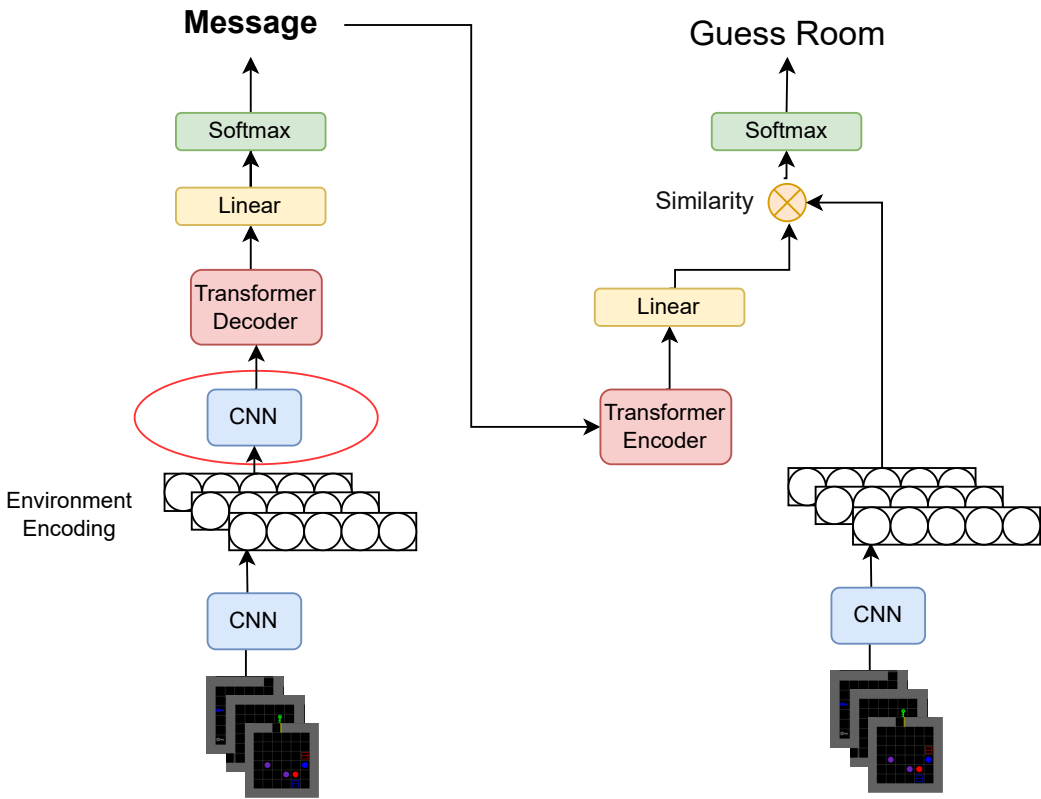 Message
Softmax
Linear
Transformer
Decoder
CNN
Environment
Encoding
CNN
Guess Room
Softmax
Similarity
Linear
Transformer
Encoder
CNN